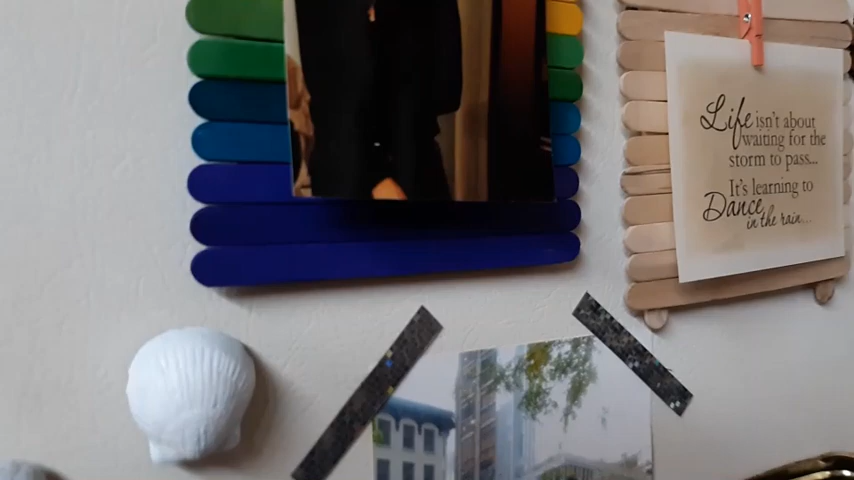 Life isn't about
waiting for the
storm to pass...
It's learning to
Dance
in the rain...